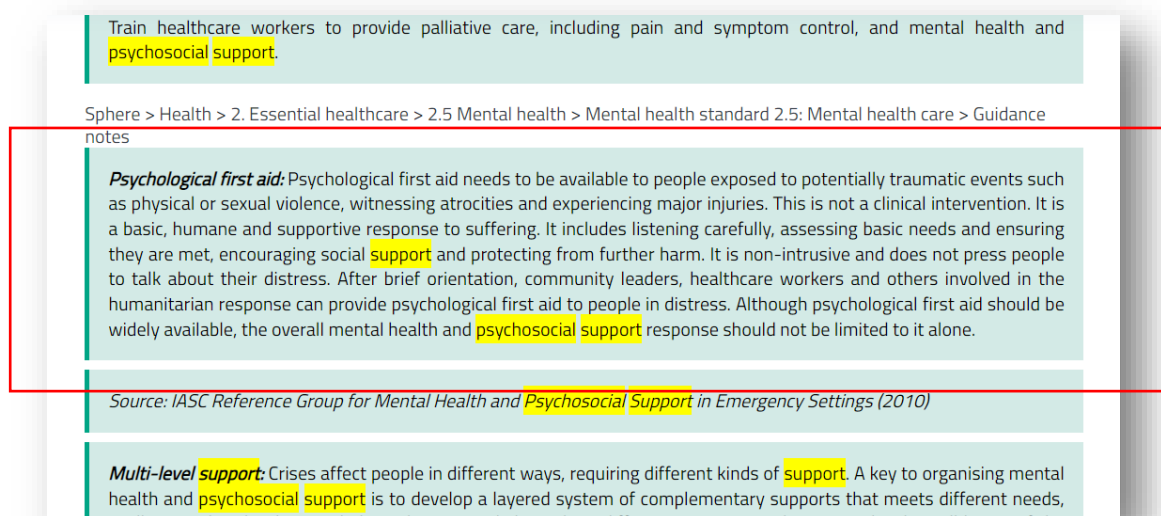 Train healthcare workers to provide palliative care, including pain and symptom control, and mental health and
psychosocial support.
Sphere > Health > 2. Essential healthcare > 2.5 Mental health > Mental health standard 2.5: Mental health care > Guidance
notes
Psychological first aid: Psychological first aid needs to be available to people exposed to potentially traumatic events such
as physical or sexual violence, witnessing atrocities and experiencing major injuries. This is not a clinical intervention. It is
a basic, humane and supportive response to suffering. It includes listening carefully, assessing basic needs and ensuring
they are met, encouraging social support and protecting from further harm. It is non-intrusive and does not press people
to talk about their distress. After brief orientation, community leaders, healthcare workers and others involved in the
humanitarian response can provide psychological first aid to people in distress. Although psychological first aid should be
widely available, the overall mental health and psychosocial support response should not be limited to it alone.
Source: IASC Reference Group for Mental Health and Psychosocial Support in Emergency Settings (2010)
Multi-level support: Crises affect people in different ways, requiring different kinds of support. A key to organising mental
health and psychosocial support is to develop a layered system of complementary supports that meets different needs,